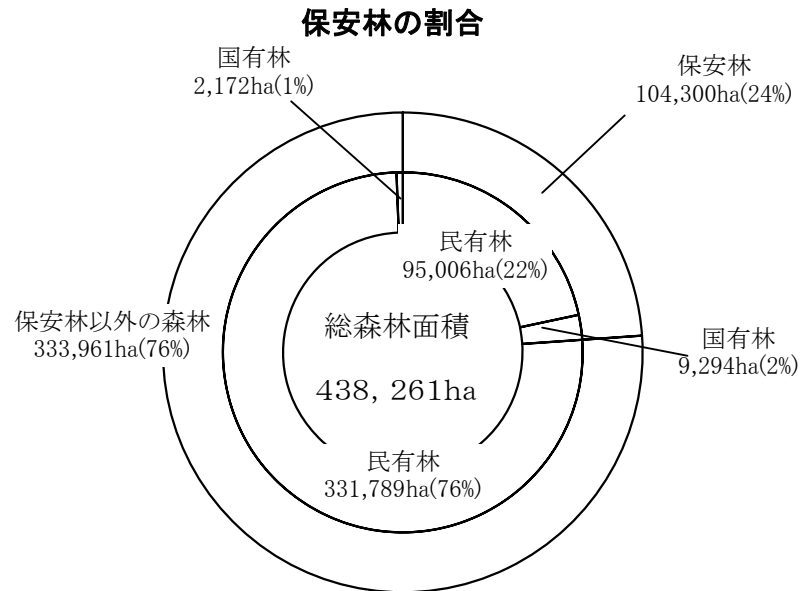 保安林の割合
国有林
2,172ha(1%)
保安林
104,300ha(24%)
民有林
95,006ha(22%)
保安林以外の森林
333,961ha(76%)
総森林面積
438, 261ha
国有林
9,294ha(2%)
民有林
331,789ha(76%)